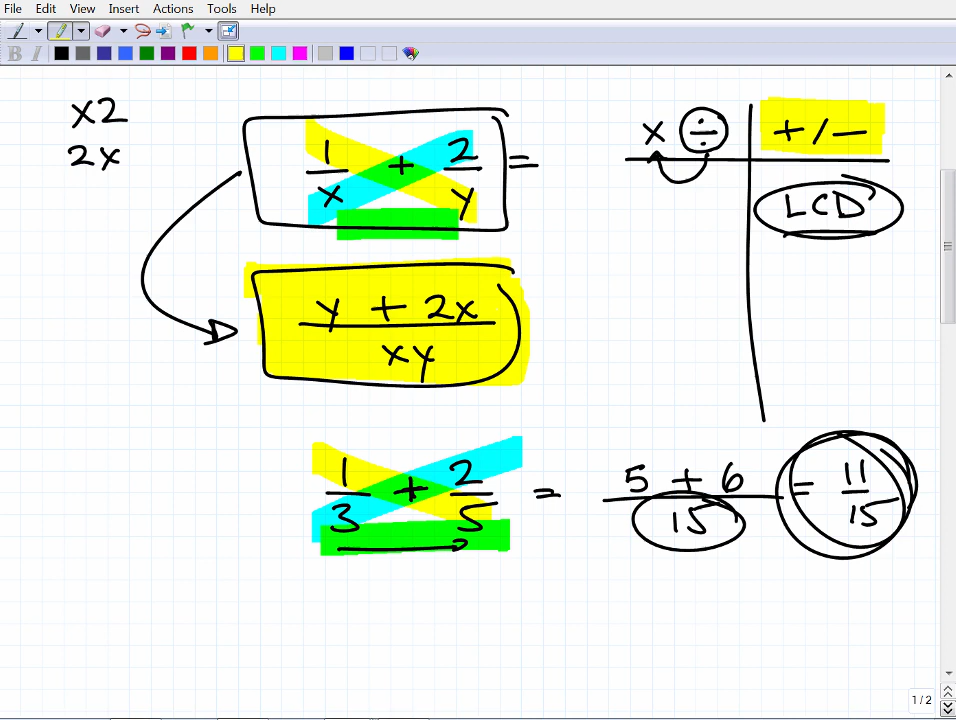 File Edit View Insert Actions Tools Help
B I
x2
2x
1/x + 2/y =
x ÷ +/−
LCD
y + 2x
xy
1/3 + 2/5 = 5 + 6/15 = 11/15
1 / 2